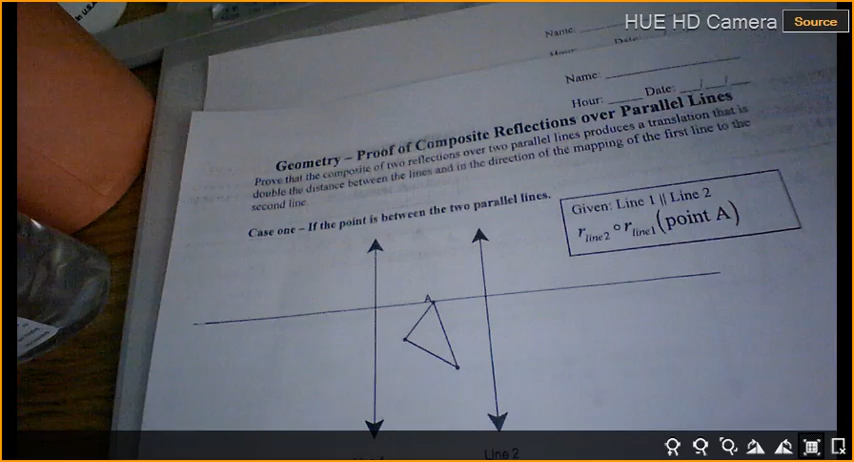 HUE HD Camera
Source
in U.S.A.
Name:
Date:
Name:
Hour: Date: / /
Geometry – Proof of Composite Reflections over Parallel Lines
Prove that the composite of two reflections over two parallel lines produces a translation that is
double the distance between the lines and in the direction of the mapping of the first line to the
second line.
Case one – If the point is between the two parallel lines.
Given: Line 1 || Line 2
r line2 ∘ r line1 (point A)
A
Line 2